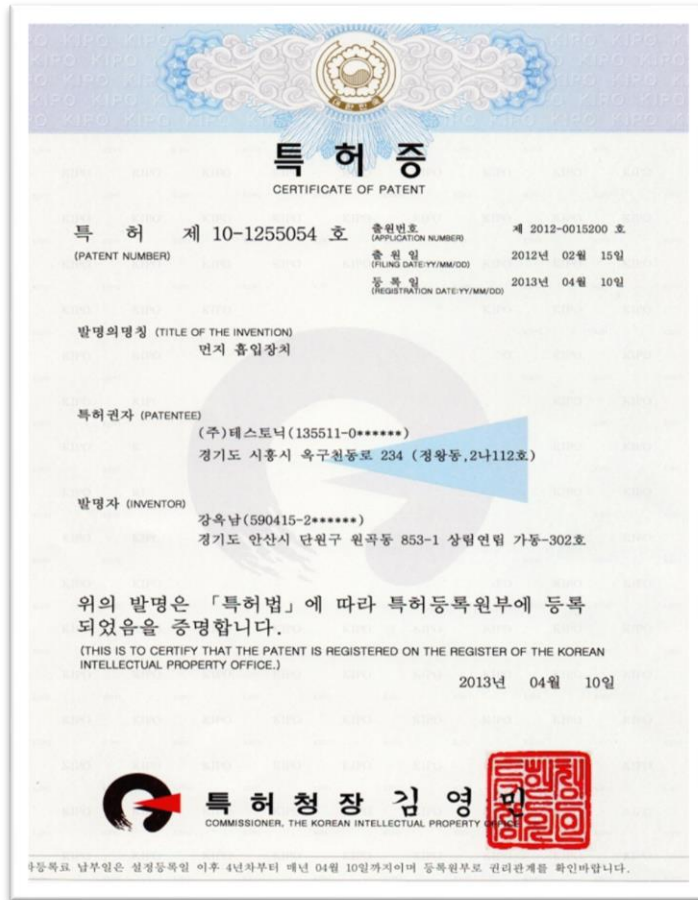 대한민국
특허증
CERTIFICATE OF PATENT
특 허 제 10-1255054 호
(PATENT NUMBER)
출원번호 제 2012-0015200 호
(APPLICATION NUMBER)
출 원 일 2012년 02월 15일
(FILING DATE:YY/MM/DD)
등 록 일 2013년 04월 10일
(REGISTRATION DATE:YY/MM/DD)
발명의명칭 (TITLE OF THE INVENTION)
먼지 흡입장치
특허권자 (PATENTEE)
(주)테스토닉(135511-0******)
경기도 시흥시 옥구천동로 234 (정왕동,2나112호)
발명자 (INVENTOR)
강옥남(590415-2******)
경기도 안산시 단원구 원곡동 853-1 상림연립 가동-302호
위의 발명은 「특허법」에 따라 특허등록원부에 등록
되었음을 증명합니다.
(THIS IS TO CERTIFY THAT THE PATENT IS REGISTERED ON THE REGISTER OF THE KOREAN
INTELLECTUAL PROPERTY OFFICE.)
2013년 04월 10일
특허청장 김영민
COMMISSIONER, THE KOREAN INTELLECTUAL PROPERTY OFFICE
등록료 납부일은 설정등록일 이후 4년차부터 매년 04월 10일까지이며 등록원부로 권리관계를 확인바랍니다.